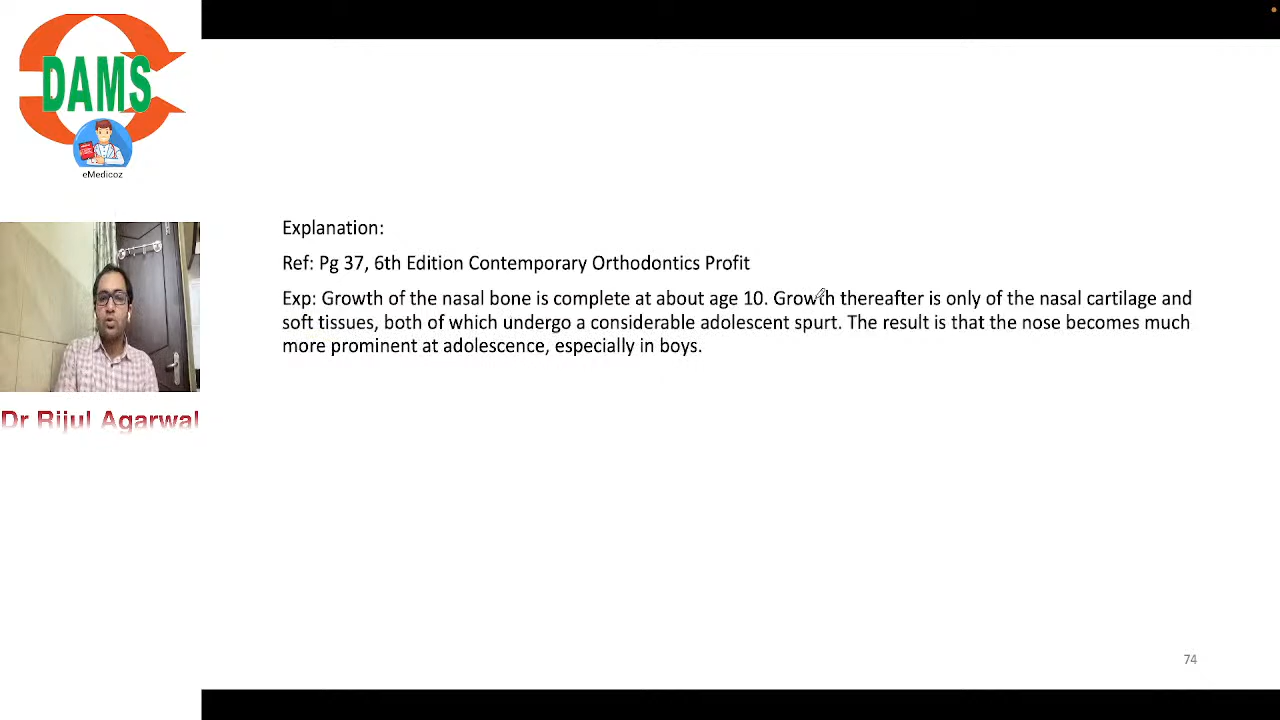 DAMS
eMedicoz
Dr Rijul Agarwal
Explanation:
Ref: Pg 37, 6th Edition Contemporary Orthodontics Profit
Exp: Growth of the nasal bone is complete at about age 10. Growth thereafter is only of the nasal cartilage and
soft tissues, both of which undergo a considerable adolescent spurt. The result is that the nose becomes much
more prominent at adolescence, especially in boys.
74